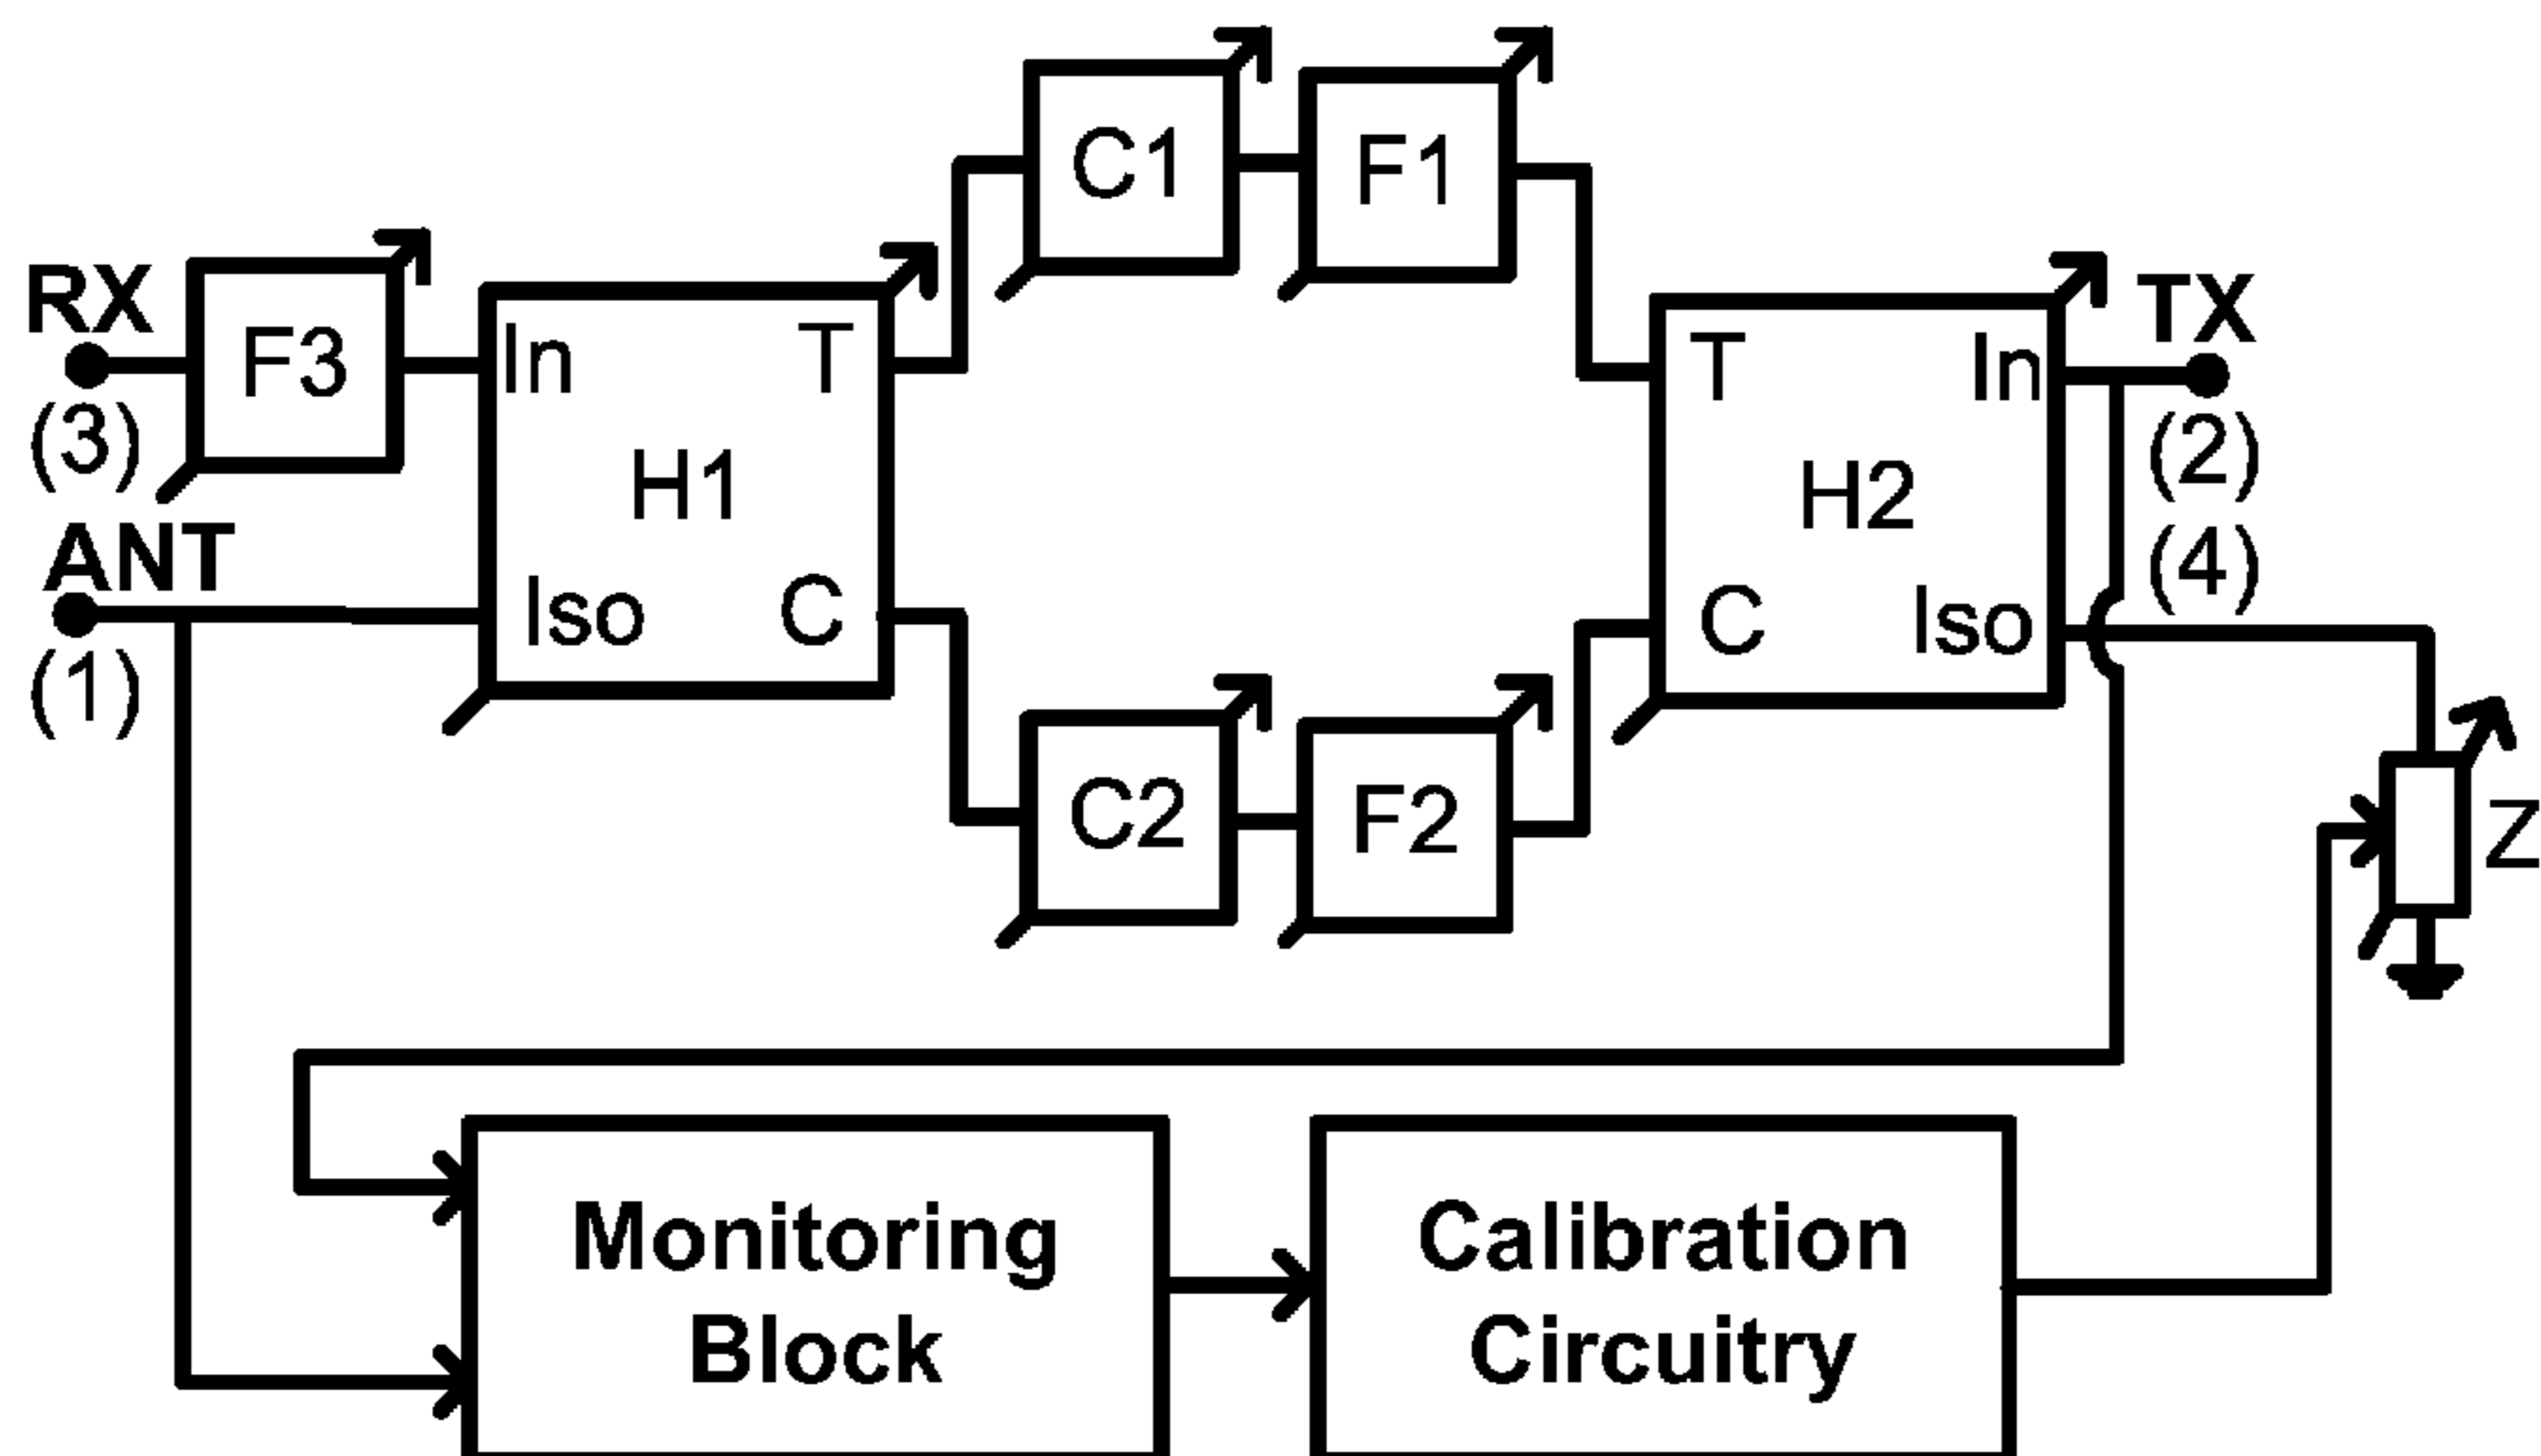 C1
F1
RX
F3
In
T
H1
(3)
ANT
Iso
C
(1)
T
In
TX
H2
(2)
(4)
C
Iso
C2
F2
Z
Monitoring
Block
Calibration
Circuitry